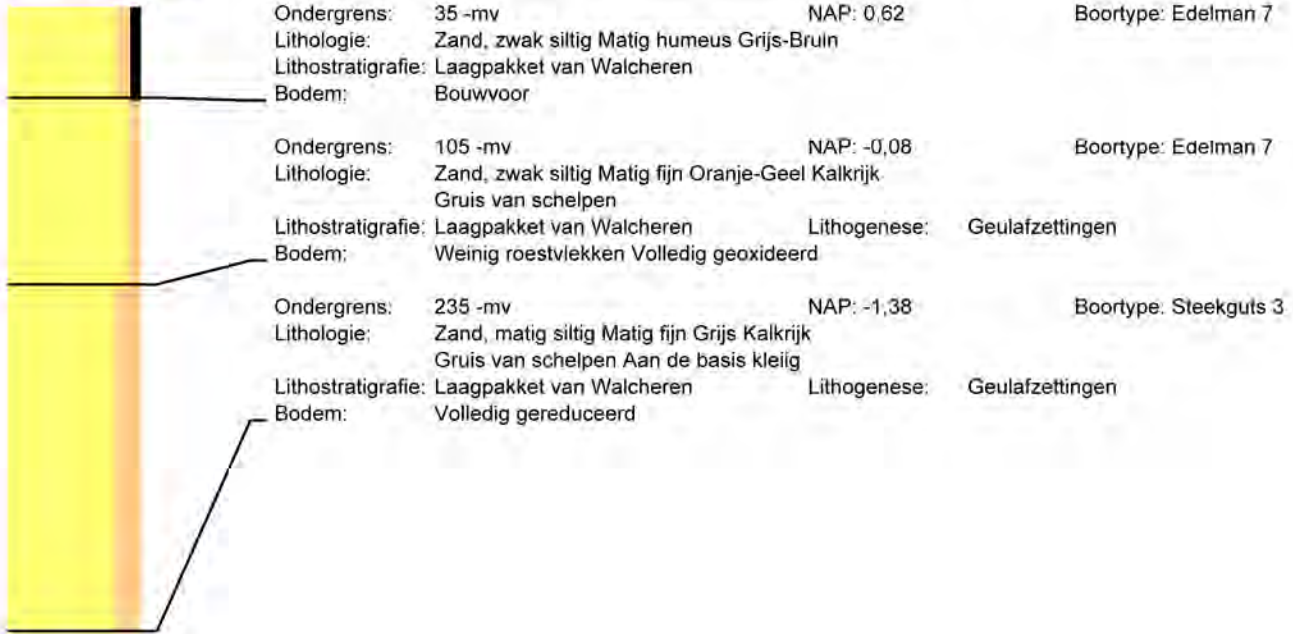 Ondergrens: 35 -mv NAP: 0,62 Boortype: Edelman 7
Lithologie: Zand, zwak siltig Matig humeus Grijs-Bruin
Lithostratigrafie: Laagpakket van Walcheren
Bodem: Bouwvoor
Ondergrens: 105 -mv NAP: -0,08 Boortype: Edelman 7
Lithologie: Zand, zwak siltig Matig fijn Oranje-Geel Kalkrijk
Gruis van schelpen
Lithostratigrafie: Laagpakket van Walcheren Lithogenese: Geulafzettingen
Bodem: Weinig roestvlekken Volledig geoxideerd
Ondergrens: 235 -mv NAP: -1,38 Boortype: Steekguts 3
Lithologie: Zand, matig siltig Matig fijn Grijs Kalkrijk
Gruis van schelpen Aan de basis kleiig
Lithostratigrafie: Laagpakket van Walcheren Lithogenese: Geulafzettingen
Bodem: Volledig gereduceerd